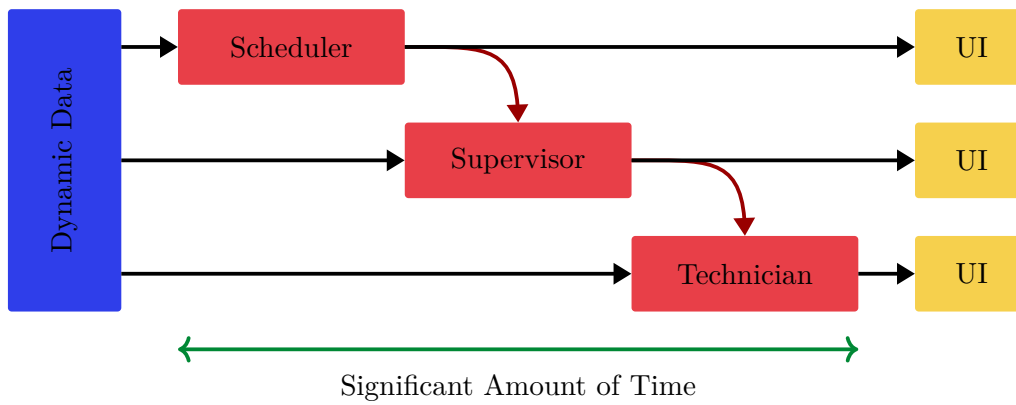 Dynamic Data
Scheduler
UI
Supervisor
UI
Technician
UI
Significant Amount of Time